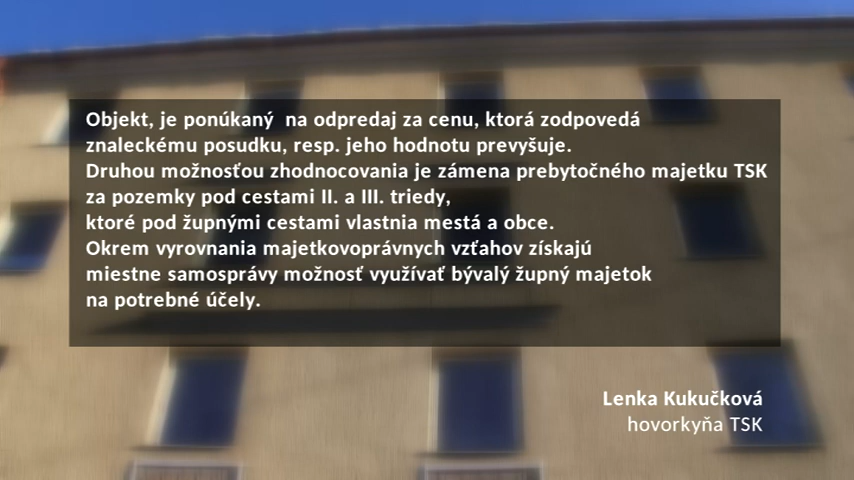 Objekt, je ponúkaný  na odpredaj za cenu, ktorá zodpovedá
znaleckému posudku, resp. jeho hodnotu prevyšuje.
Druhou možnosťou zhodnocovania je zámena prebytočného majetku TSK
za pozemky pod cestami II. a III. triedy,
ktoré pod župnými cestami vlastnia mestá a obce.
Okrem vyrovnania majetkovoprávnych vzťahov získajú
miestne samosprávy možnosť využívať bývalý župný majetok
na potrebné účely.
Lenka Kukučková
hovorkyňa TSK